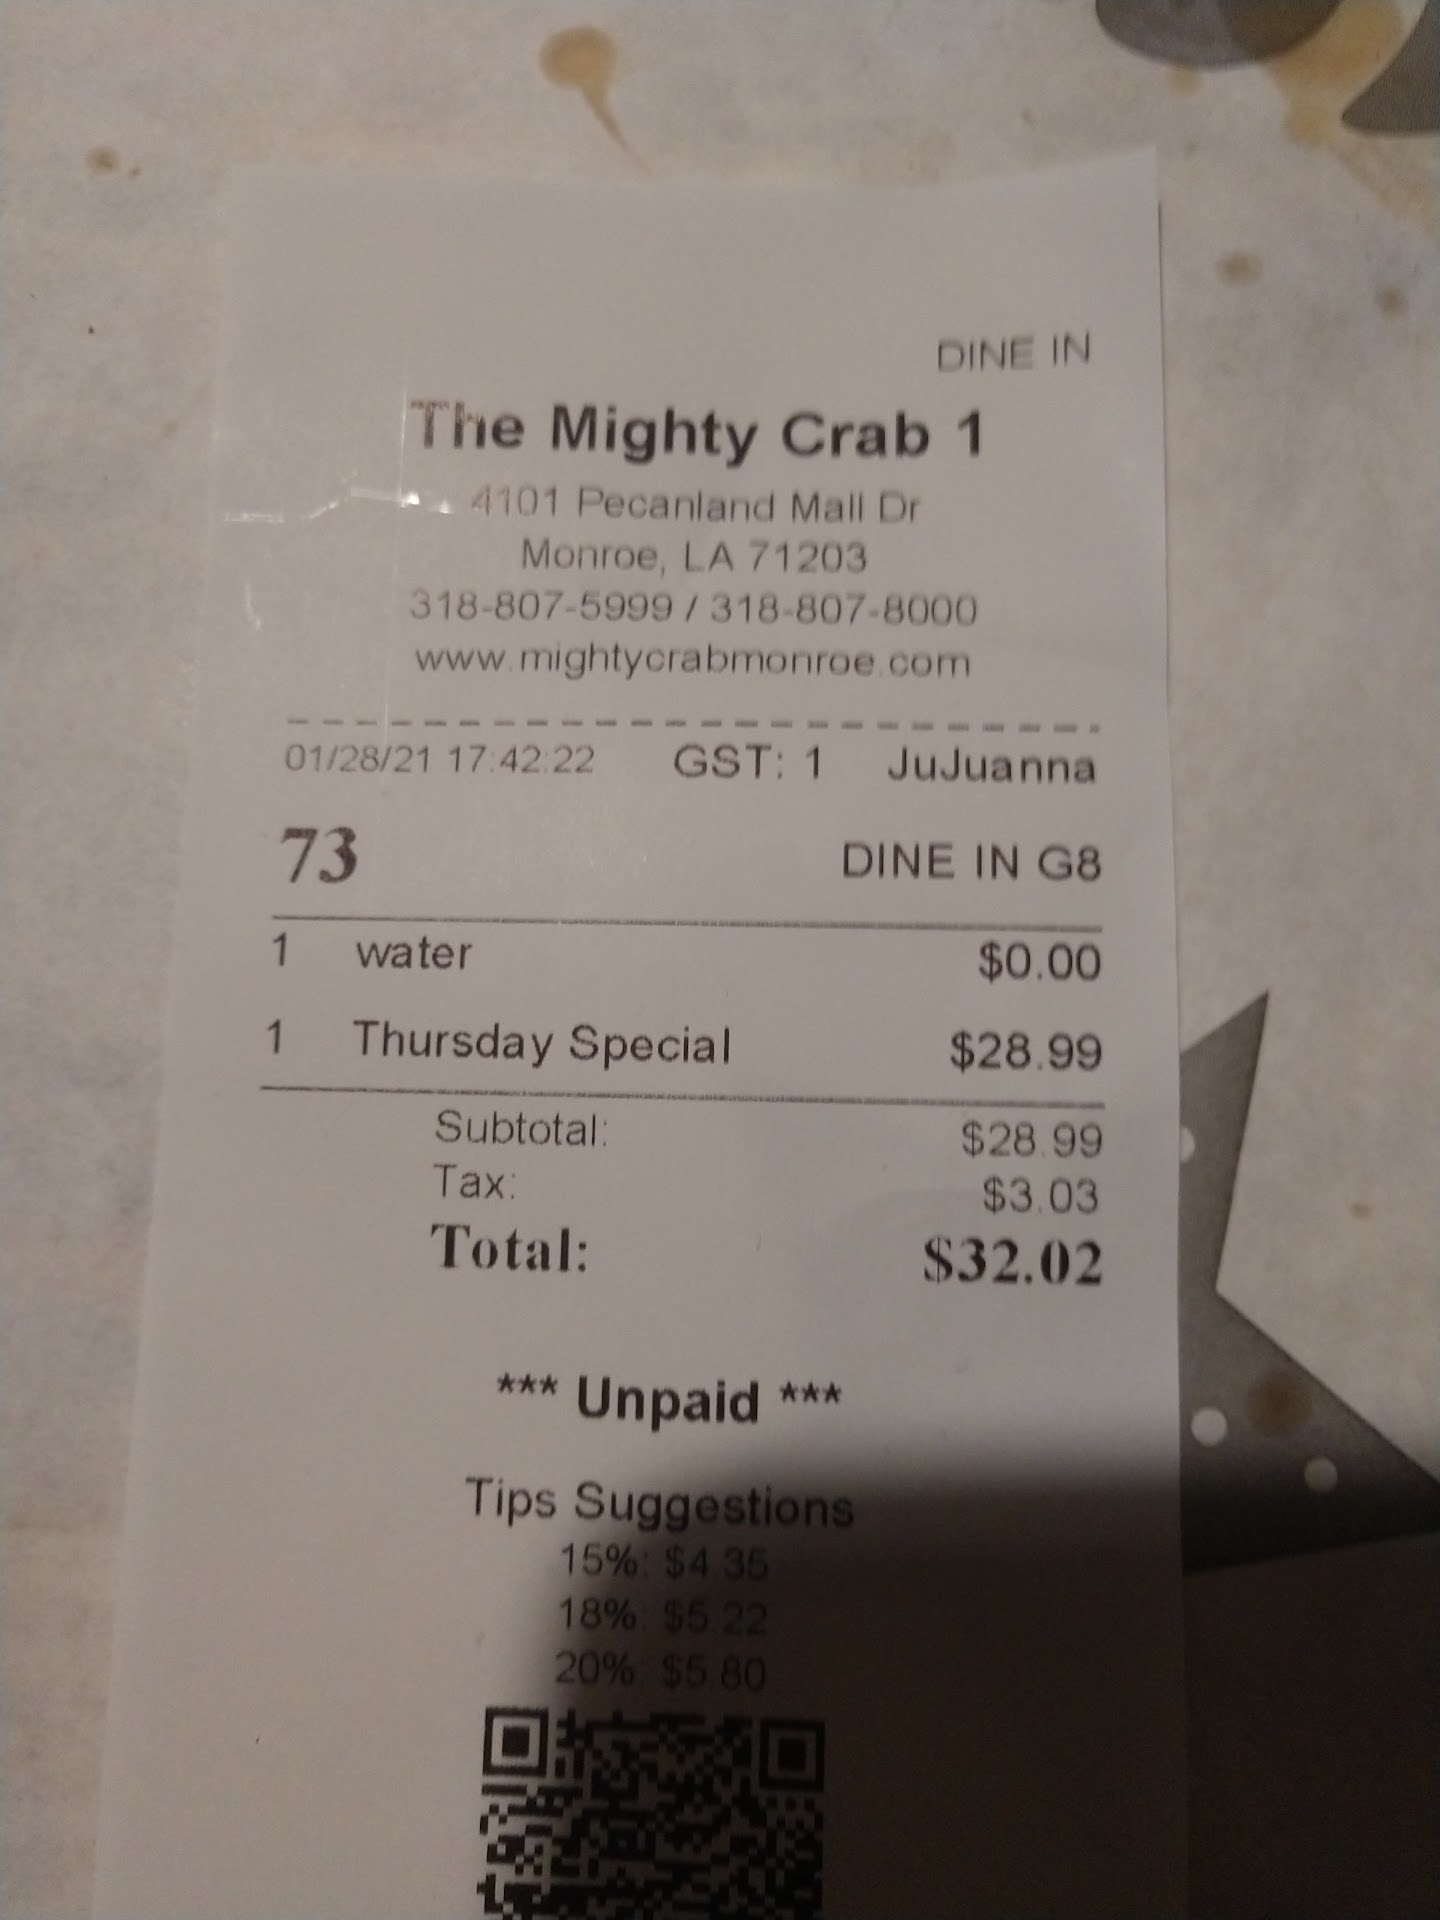 DINE IN
The Mighty Crab 1
4101 Pecanland Mall Dr
Monroe, LA 71203
318-807-5999 / 318-807-8000
www.mightycrabmonroe.com
01/28/21 17:42:22 GST: 1 JuJuanna
73 DINE IN G8
1 water $0.00
1 Thursday Special $28.99
Subtotal: $28.99
Tax: $3.03
Total: $32.02
*** Unpaid ***
Tips Suggestions
15%: $4.35
18%: $5.22
20%: $5.80